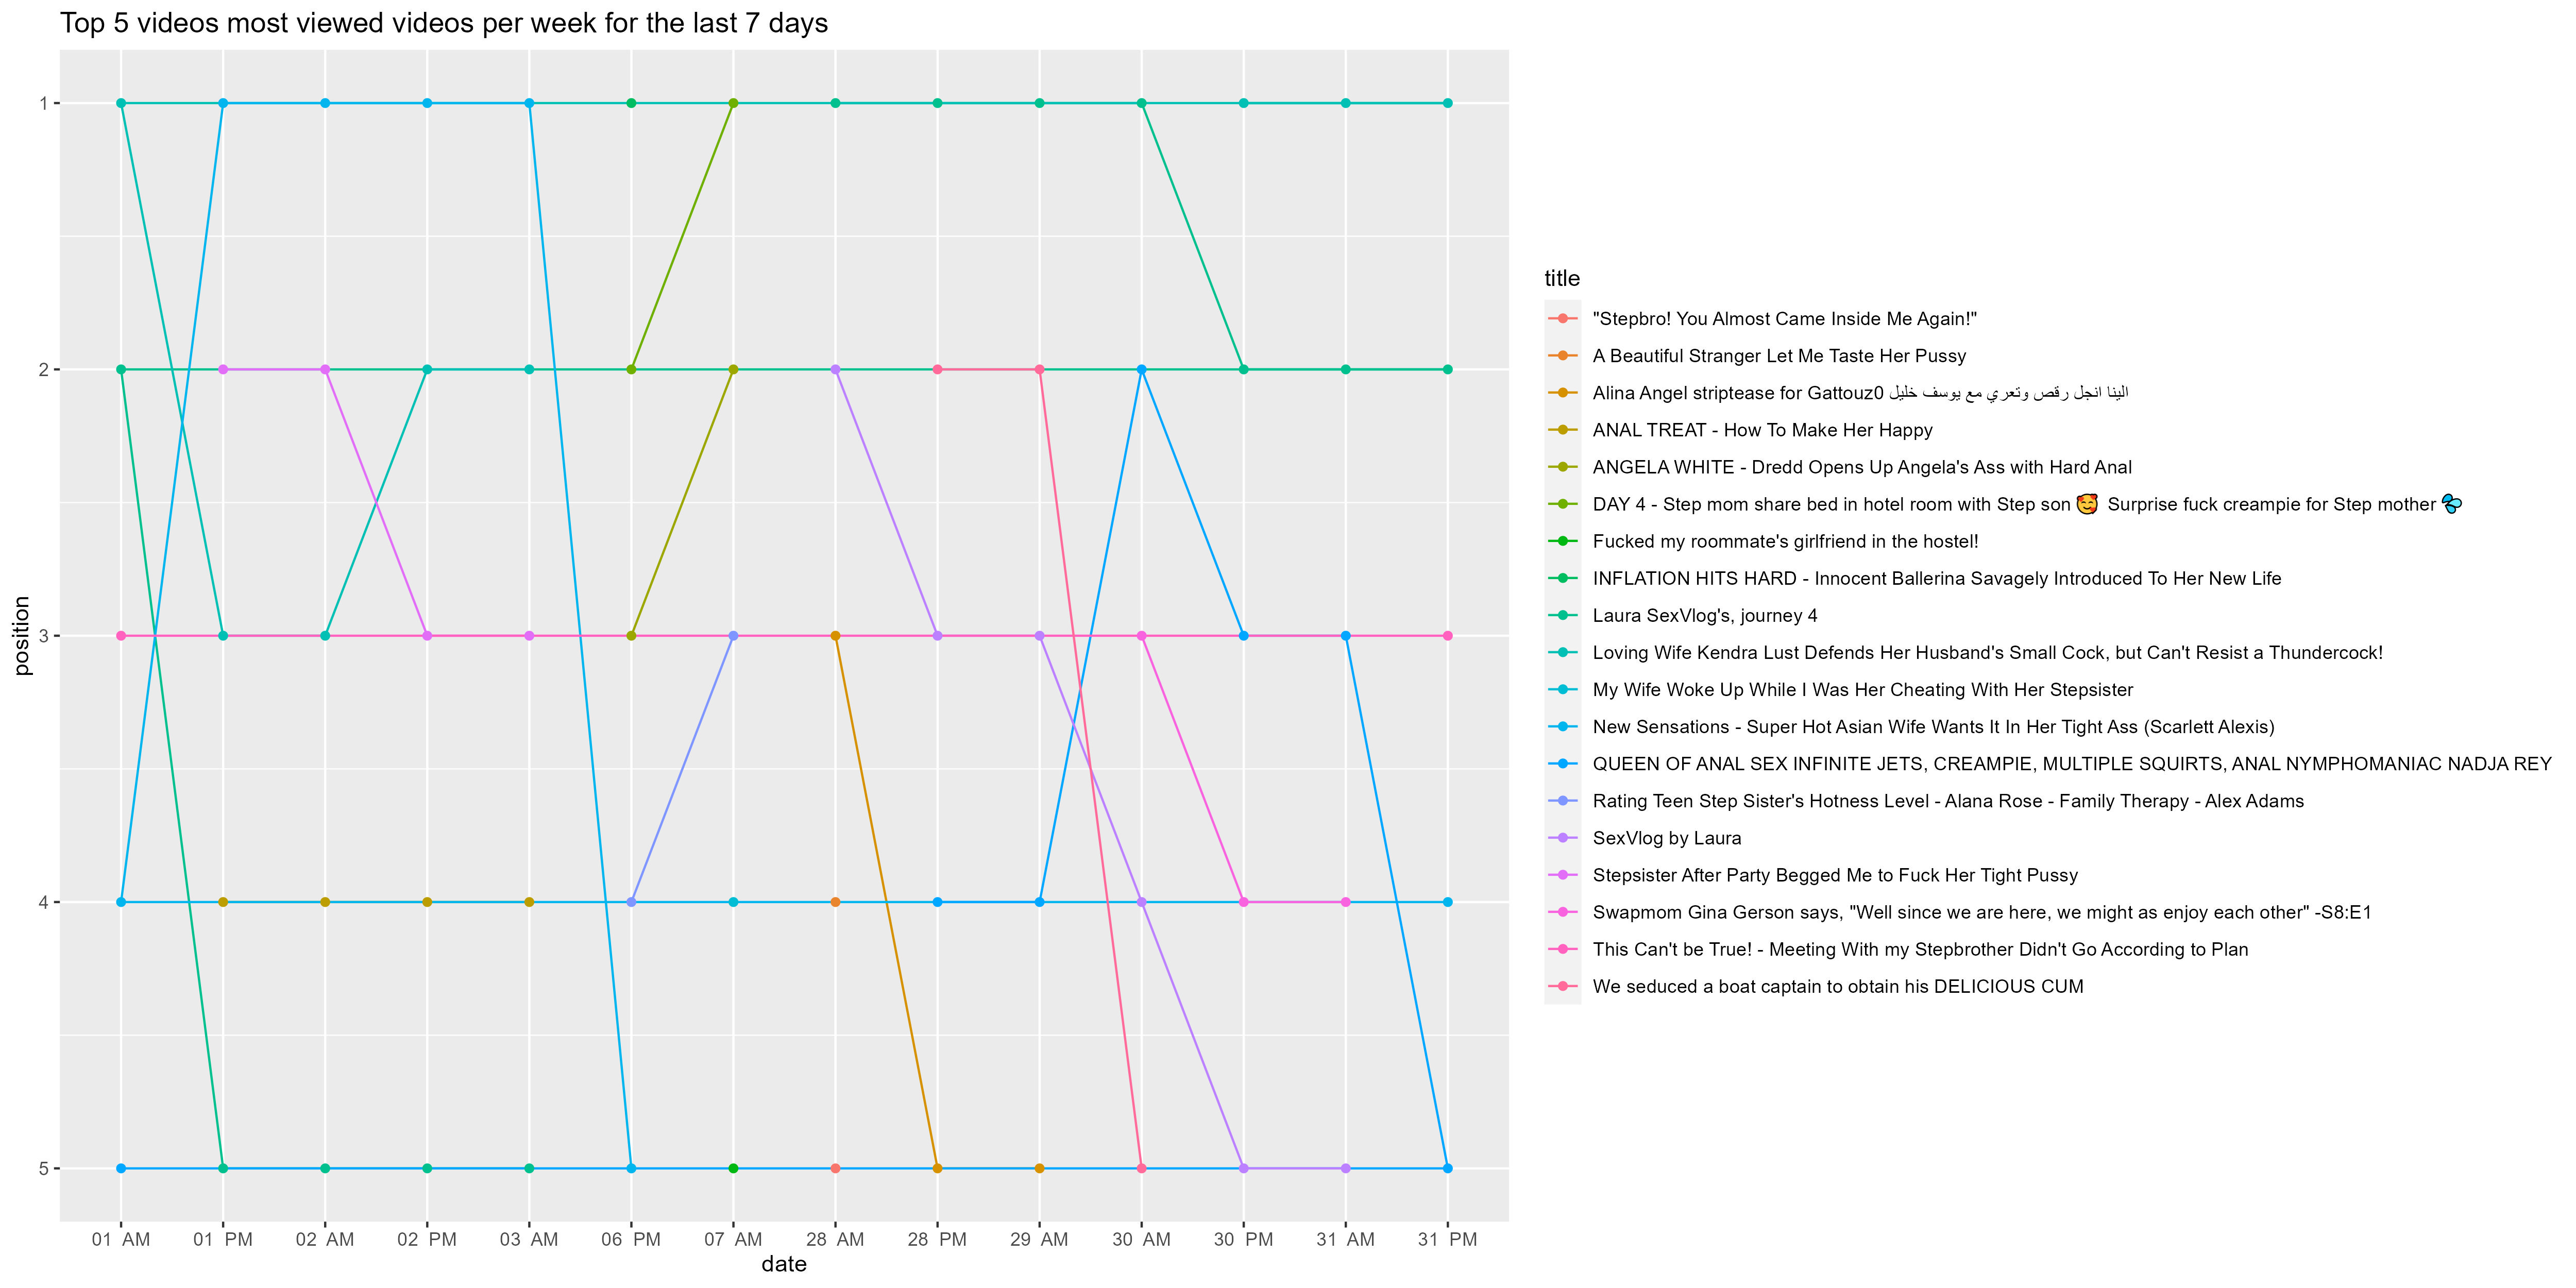 Top 5 videos most viewed videos per week for the last 7 days
position
1
2
3
4
5
01 AM 01 PM 02 AM 02 PM 03 AM 06 PM 07 AM 28 AM 28 PM 29 AM 30 AM 30 PM 31 AM 31 PM
date
title
"Stepbro! You Almost Came Inside Me Again!"
A Beautiful Stranger Let Me Taste Her Pussy
Alina Angel striptease for Gattouz0 الينا انجل رقص وتعري مع يوسف خليل
ANAL TREAT - How To Make Her Happy
ANGELA WHITE - Dredd Opens Up Angela's Ass with Hard Anal
DAY 4 - Step mom share bed in hotel room with Step son 🥰 Surprise fuck creampie for Step mother 💦
Fucked my roommate's girlfriend in the hostel!
INFLATION HITS HARD - Innocent Ballerina Savagely Introduced To Her New Life
Laura SexVlog's, journey 4
Loving Wife Kendra Lust Defends Her Husband's Small Cock, but Can't Resist a Thundercock!
My Wife Woke Up While I Was Her Cheating With Her Stepsister
New Sensations - Super Hot Asian Wife Wants It In Her Tight Ass (Scarlett Alexis)
QUEEN OF ANAL SEX INFINITE JETS, CREAMPIE, MULTIPLE SQUIRTS, ANAL NYMPHOMANIAC NADJA REY
Rating Teen Step Sister's Hotness Level - Alana Rose - Family Therapy - Alex Adams
SexVlog by Laura
Stepsister After Party Begged Me to Fuck Her Tight Pussy
Swapmom Gina Gerson says, "Well since we are here, we might as enjoy each other" -S8:E1
This Can't be True! - Meeting With my Stepbrother Didn't Go According to Plan
We seduced a boat captain to obtain his DELICIOUS CUM